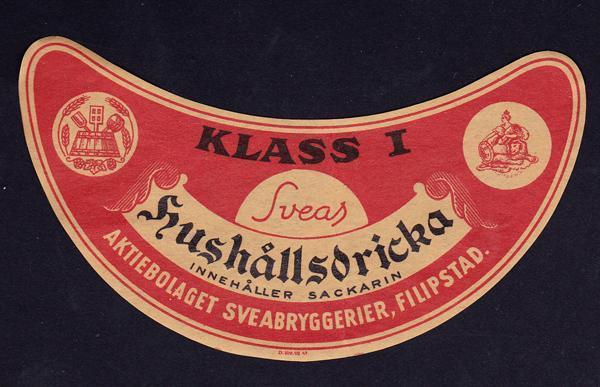 KLASS I
Sveas
Hushållsdricka
INNEHÅLLER SACKARIN
AKTIEBOLAGET SVEABRYGGERIER, FILIPSTAD.